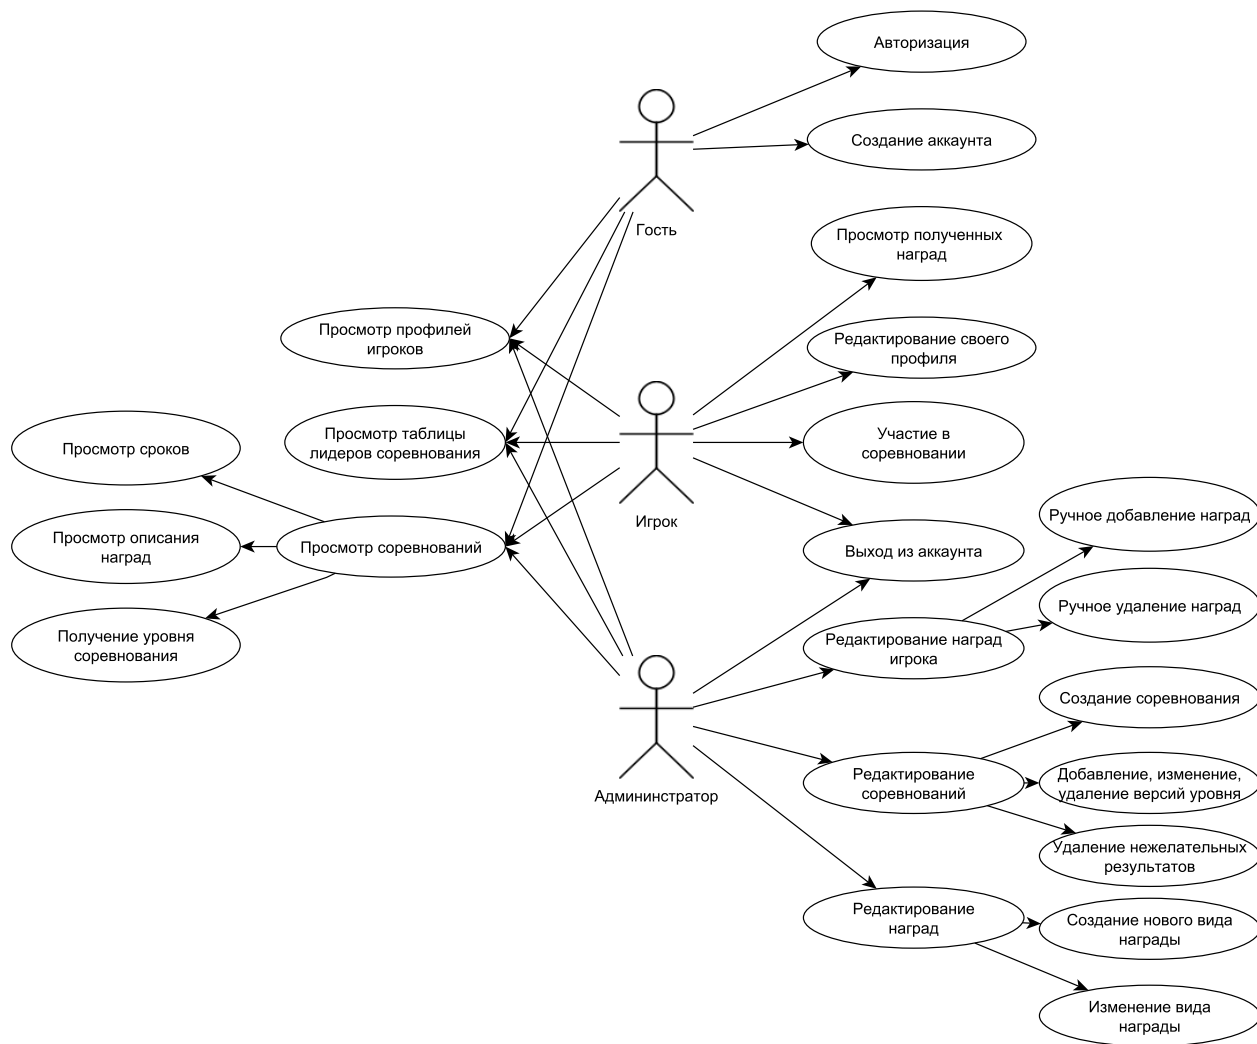 Авторизация
Создание аккаунта
Гость
Просмотр полученных
наград
Просмотр профилей
игроков
Редактирование своего
профиля
Просмотр сроков
Просмотр таблицы
лидеров соревнования
Участие в
соревновании
Игрок
Ручное добавление наград
Просмотр описания
наград
Просмотр соревнований
Выход из аккаунта
Ручное удаление наград
Получение уровня
соревнования
Редактирование наград
игрока
Создание соревнования
Админинстратор
Редактирование
соревнований
Добавление, изменение,
удаление версий уровня
Удаление нежелательных
результатов
Редактирование
наград
Создание нового вида
награды
Изменение вида
награды